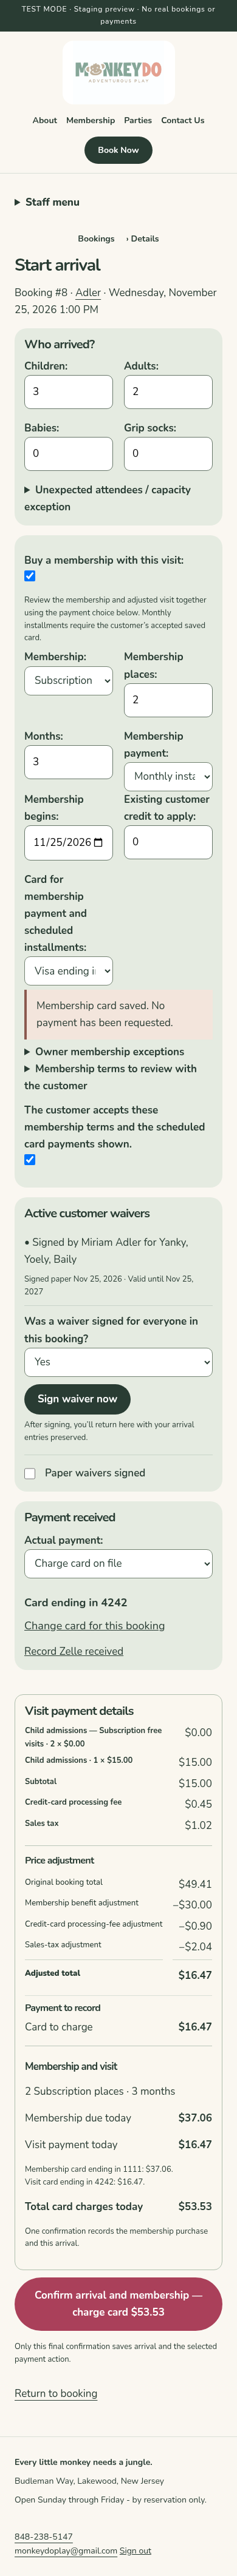 TEST MODE · Staging preview · No real bookings or
payments
MONKEYDO
ADVENTUROUS PLAY
About Membership Parties Contact Us
Book Now
▶ Staff menu
Bookings › Details
Start arrival
Booking #8 · Adler · Wednesday, November
25, 2026 1:00 PM
Who arrived?
Children: Adults:
3 2
Babies: Grip socks:
0 0
▶ Unexpected attendees / capacity
exception
Buy a membership with this visit:
Review the membership and adjusted visit together
using the payment choice below. Monthly
installments require the customer's accepted saved
card.
Membership: Membership
places:
Subscription 2
Months: Membership
payment:
3 Monthly insta
Membership
begins:
Existing customer
credit to apply:
11/25/2026 0
Card for
membership
payment and
scheduled
installments:
Visa ending i
Membership card saved. No
payment has been requested.
▶ Owner membership exceptions
▶ Membership terms to review with
the customer
The customer accepts these
membership terms and the scheduled
card payments shown.
Active customer waivers
• Signed by Miriam Adler for Yanky,
Yoely, Baily
Signed paper Nov 25, 2026 · Valid until Nov 25,
2027
Was a waiver signed for everyone in
this booking?
Yes
Sign waiver now
After signing, you'll return here with your arrival
entries preserved.
Paper waivers signed
Payment received
Actual payment:
Charge card on file
Card ending in 4242
Change card for this booking
Record Zelle received
Visit payment details
Child admissions — Subscription free
visits · 2 × $0.00 $0.00
Child admissions · 1 × $15.00 $15.00
Subtotal $15.00
Credit-card processing fee $0.45
Sales tax $1.02
Price adjustment
Original booking total $49.41
Membership benefit adjustment −$30.00
Credit-card processing-fee adjustment −$0.90
Sales-tax adjustment −$2.04
Adjusted total $16.47
Payment to record
Card to charge $16.47
Membership and visit
2 Subscription places · 3 months
Membership due today $37.06
Visit payment today $16.47
Membership card ending in 1111: $37.06.
Visit card ending in 4242: $16.47.
Total card charges today $53.53
One confirmation records the membership purchase
and this arrival.
Confirm arrival and membership —
charge card $53.53
Only this final confirmation saves arrival and the selected
payment action.
Return to booking
Every little monkey needs a jungle.
Budleman Way, Lakewood, New Jersey
Open Sunday through Friday - by reservation only.
848-238-5147
monkeydoplay@gmail.com Sign out